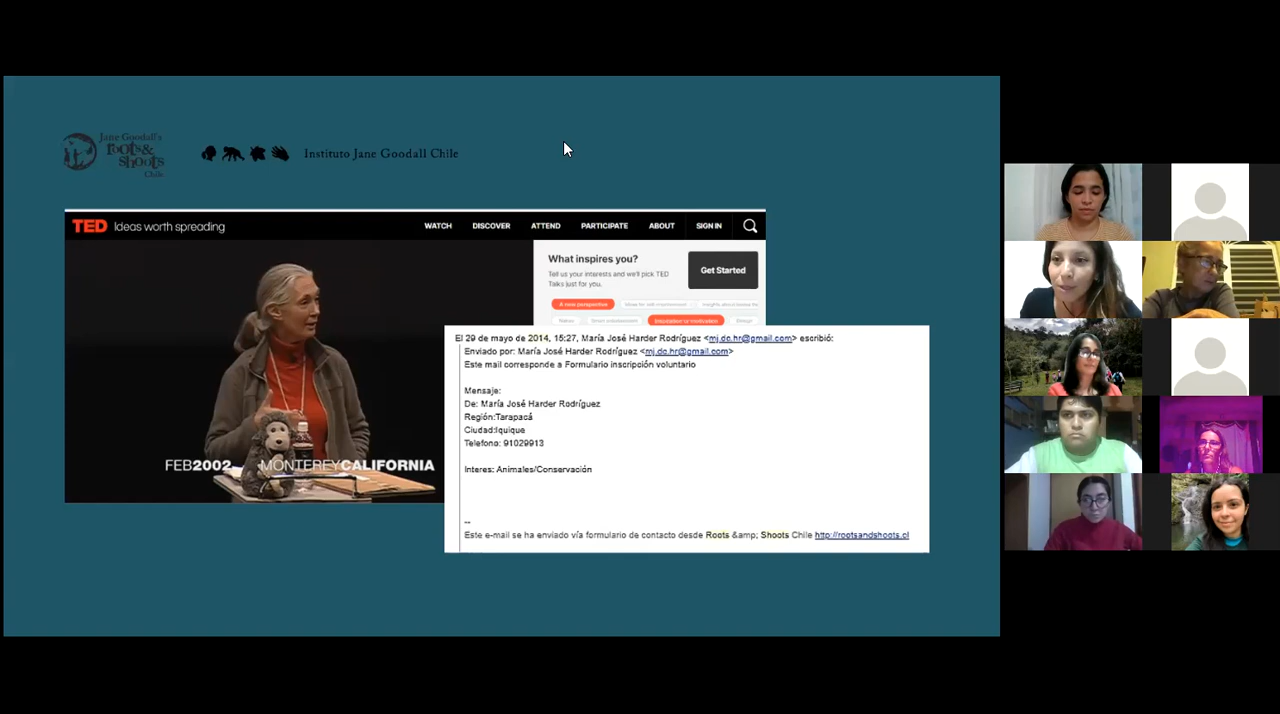 Jane Goodall's
roots&
shoots
Chile
Instituto Jane Goodall Chile
TED Ideas worth spreading
WATCH DISCOVER ATTEND PARTICIPATE ABOUT SIGN IN
What inspires you?
Tell us your interests and we'll pick TED
Talks just for you.
Get Started
A new perspective
FEB2002 MONTEREYCALIFORNIA
El 29 de mayo de 2014, 15:27, María José Harder Rodríguez <mj.dc.hr@gmail.com> escribió:
Enviado por: María José Harder Rodríguez <mj.dc.hr@gmail.com>
Este mail corresponde a Formulario inscripción voluntario
Mensaje:
De: María José Harder Rodríguez
Región:Tarapacá
Ciudad:Iquique
Telefono: 91029913
Interes: Animales/Conservación
--
Este e-mail se ha enviado vía formulario de contacto desde Roots &amp; Shoots Chile http://rootsandshoots.cl